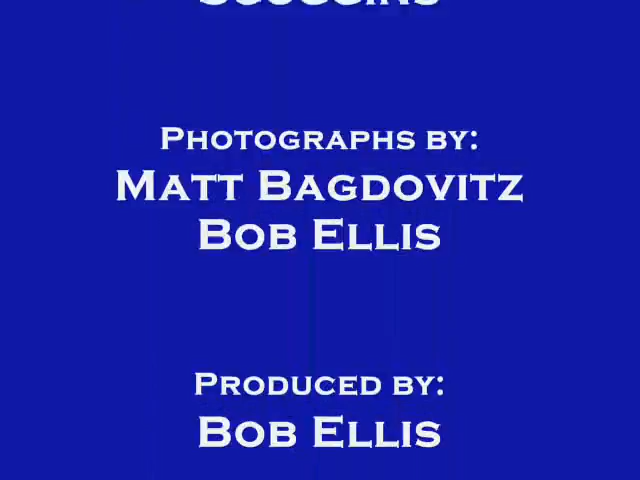 Photographs by:
Matt Bagdovitz
Bob Ellis
Produced by:
Bob Ellis